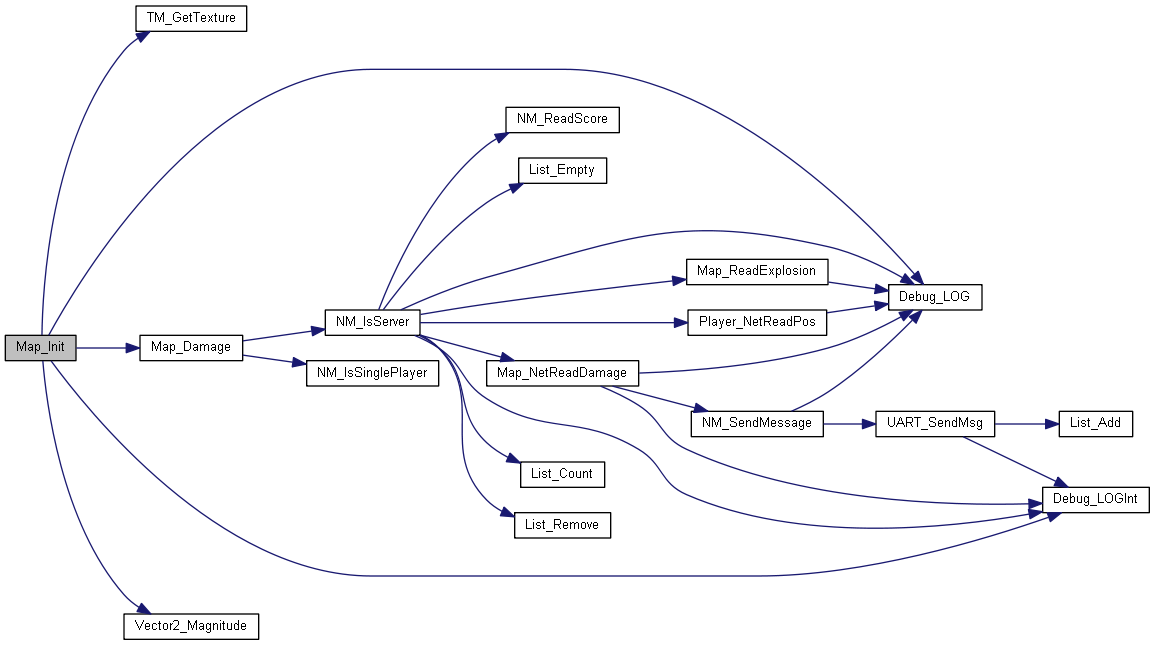 TM_GetTexture
NM_ReadScore
List_Empty
Map_ReadExplosion
Debug_LOG
NM_IsServer
Player_NetReadPos
Map_Init
Map_Damage
NM_IsSinglePlayer
Map_NetReadDamage
NM_SendMessage
UART_SendMsg
List_Add
List_Count
Debug_LOGInt
List_Remove
Vector2_Magnitude